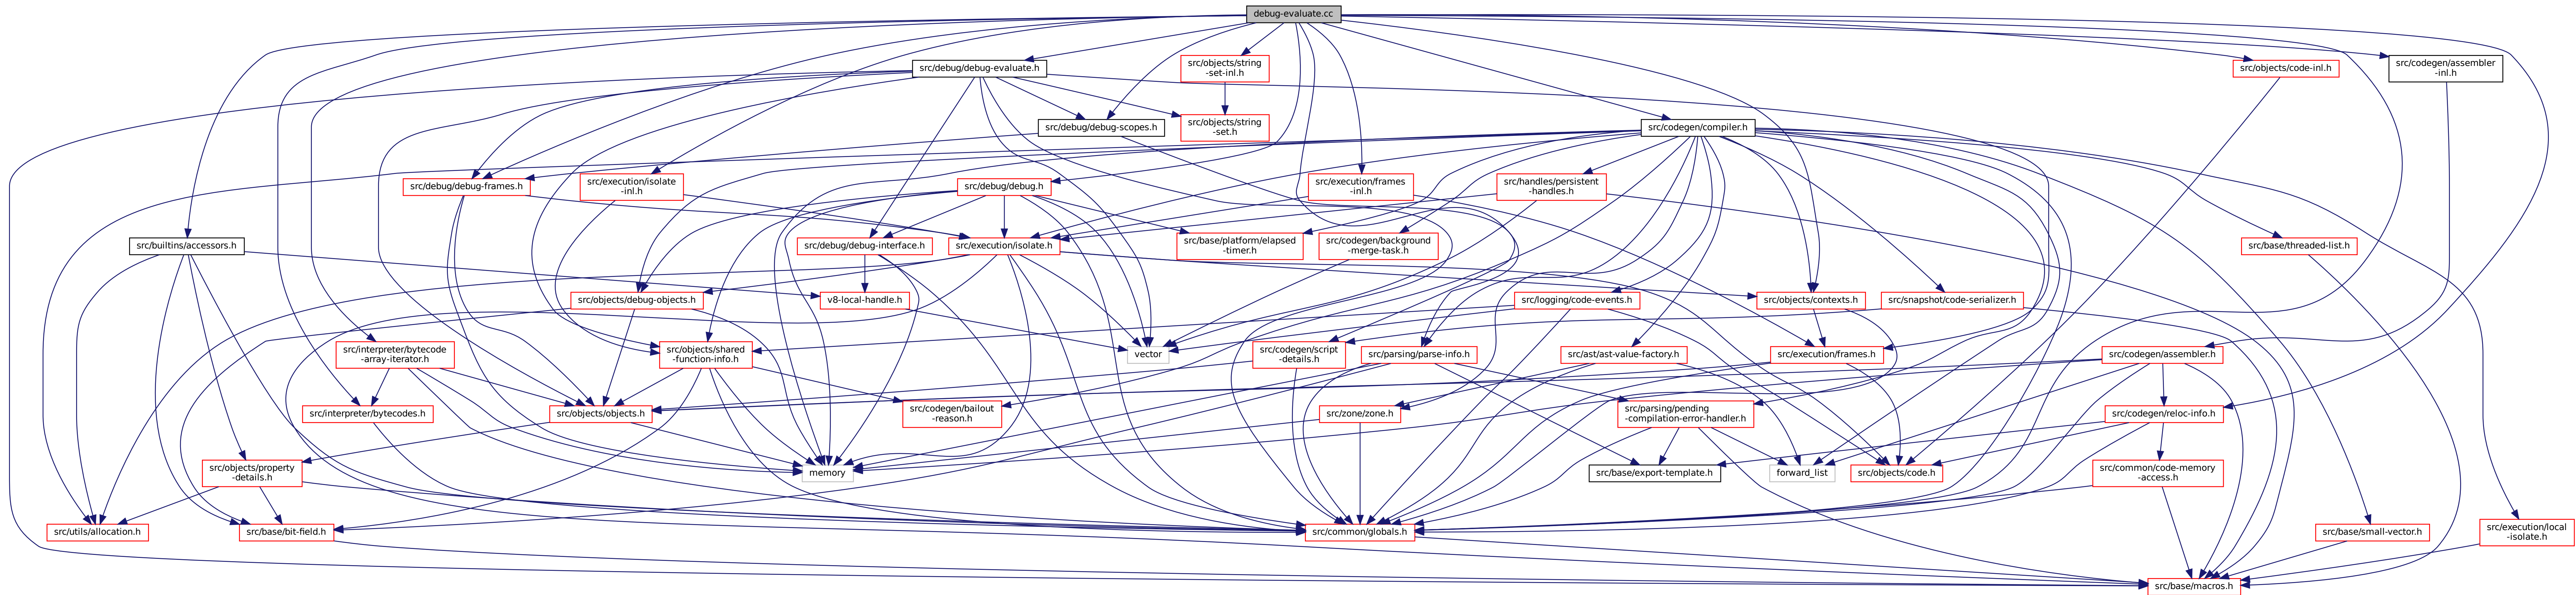 debug-evaluate.cc
src/debug/debug-evaluate.h
src/objects/string
-set-inl.h
src/objects/code-inl.h
src/codegen/assembler
-inl.h
src/debug/debug-scopes.h
src/objects/string
-set.h
src/codegen/compiler.h
src/debug/debug-frames.h
src/execution/isolate
-inl.h
src/debug/debug.h
src/execution/frames
-inl.h
src/handles/persistent
-handles.h
src/builtins/accessors.h
src/debug/debug-interface.h
src/execution/isolate.h
src/base/platform/elapsed
-timer.h
src/codegen/background
-merge-task.h
src/base/threaded-list.h
src/objects/debug-objects.h
v8-local-handle.h
src/objects/contexts.h
src/logging/code-events.h
src/snapshot/code-serializer.h
src/interpreter/bytecode
-array-iterator.h
src/objects/shared
-function-info.h
vector
src/codegen/script
-details.h
src/parsing/parse-info.h
src/ast/ast-value-factory.h
src/execution/frames.h
src/codegen/assembler.h
src/interpreter/bytecodes.h
src/objects/objects.h
src/codegen/bailout
-reason.h
src/zone/zone.h
src/parsing/pending
-compilation-error-handler.h
src/codegen/reloc-info.h
src/objects/property
-details.h
memory
src/base/export-template.h
forward_list
src/objects/code.h
src/common/code-memory
-access.h
src/utils/allocation.h
src/base/bit-field.h
src/common/globals.h
src/base/small-vector.h
src/execution/local
-isolate.h
src/base/macros.h